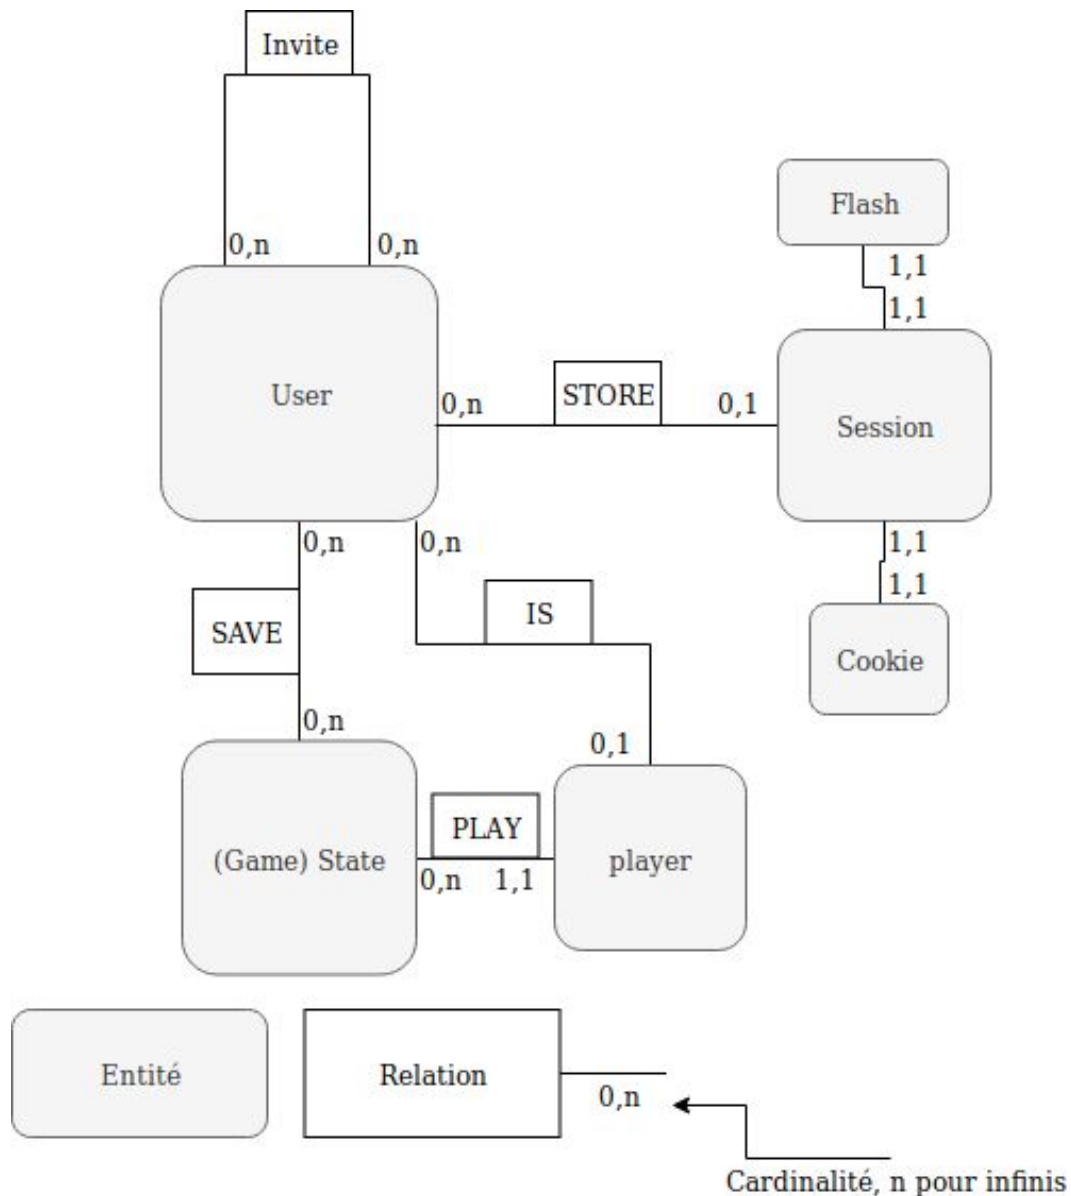 Invite
0,n
0,n
Flash
1,1
1,1
User
0,n
STORE
0,1
Session
0,n
0,n
1,1
1,1
SAVE
IS
Cookie
0,n
0,1
(Game) State
PLAY
0,n
1,1
player
Entité
Relation
0,n
Cardinalité, n pour infinis